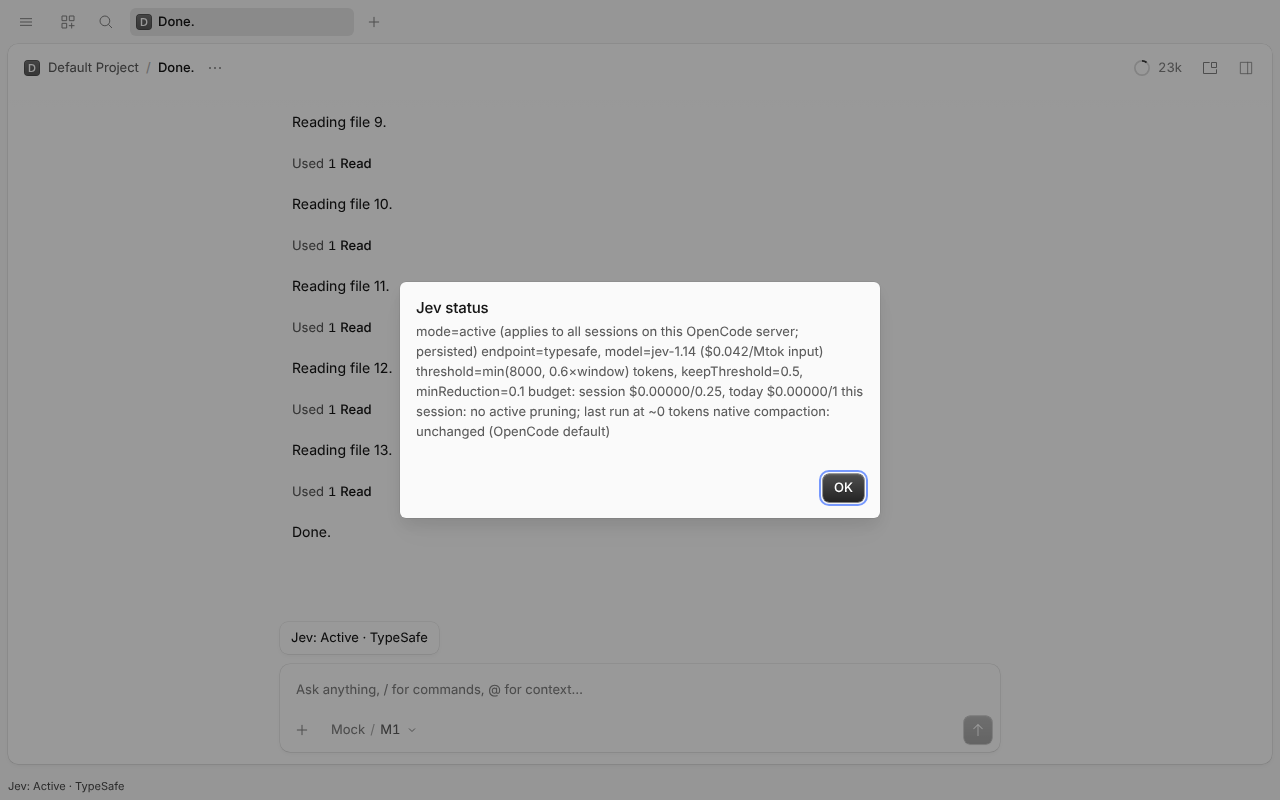 D Done.
D Default Project / Done. ···
23k
Reading file 9.
Used 1 Read
Reading file 10.
Used 1 Read
Reading file 11.
Used 1 Read
Reading file 12.
Used 1 Read
Reading file 13.
Used 1 Read
Done.
Jev status
mode=active (applies to all sessions on this OpenCode server;
persisted) endpoint=typesafe, model=jev-1.14 ($0.042/Mtok input)
threshold=min(8000, 0.6×window) tokens, keepThreshold=0.5,
minReduction=0.1 budget: session $0.00000/0.25, today $0.00000/1 this
session: no active pruning; last run at ~0 tokens native compaction:
unchanged (OpenCode default)
OK
Jev: Active · TypeSafe
Ask anything, / for commands, @ for context...
Mock / M1
Jev: Active · TypeSafe